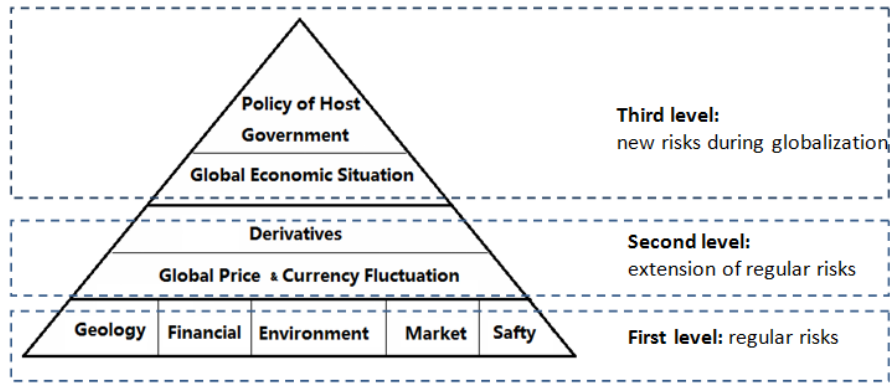 Policy of Host
Government
Global Economic Situation
Third level:
new risks during globalization
Derivatives
Global Price & Currency Fluctuation
Second level:
extension of regular risks
Geology Financial Environment Market Safty
First level: regular risks